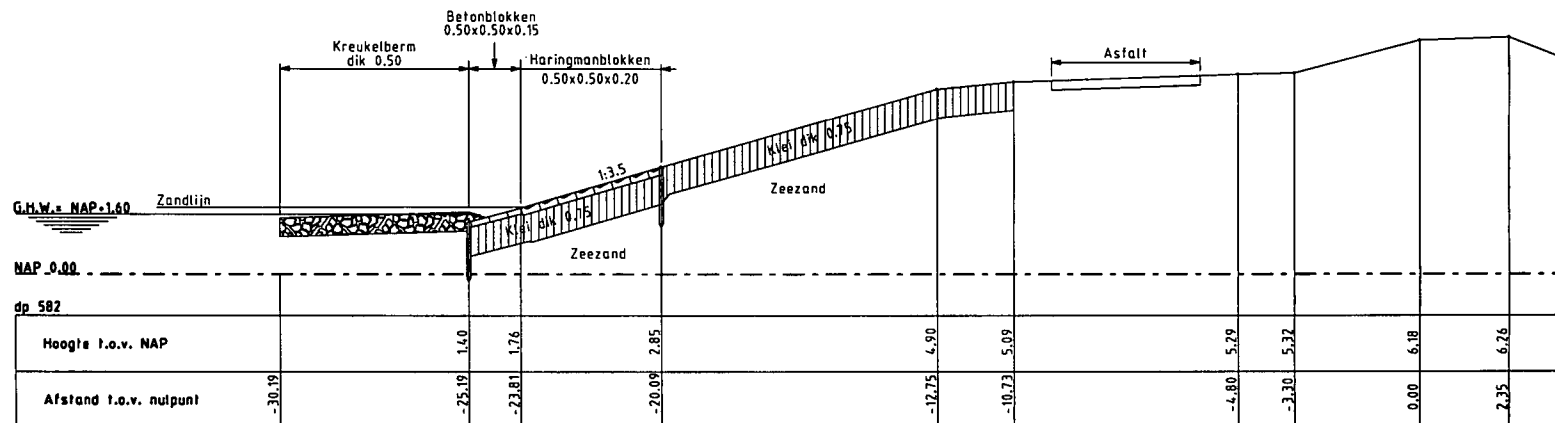 Betonblokken
0.50x0.50x0.15
Kreukelberm
dik 0.50
Haringmanblokken
0.50x0.50x0.20
Asfalt
Klei dik 0.75
1:3.5
Zeezand
Zandlijn
G.H.W.= NAP+1.60
Klei dik 0.75
Zeezand
NAP 0.00
dp 582
Hoogte t.o.v. NAP 1.40 1.76 2.85 4.90 5.09 5.29 5.32 6.18 6.26
Afstand t.o.v. nulpunt -30.19 -25.19 -23.81 -20.09 -12.75 -10.73 -4.80 -3.30 0.00 2.35